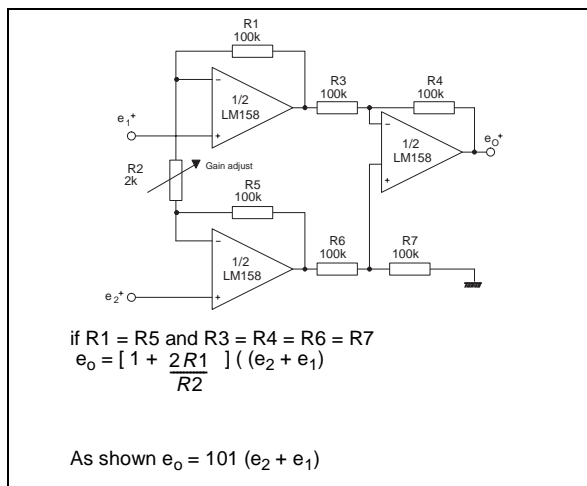 R1
100k
R3
100k
R4
100k
1/2
LM158
e1+
eO+
1/2
LM158
R2
2k
Gain adjust
R5
100k
R6
100k
R7
100k
1/2
LM158
e2+
if R1 = R5 and R3 = R4 = R6 = R7
eo = [ 1 + 2R1 / R2 ] ( (e2 + e1)
As shown eo = 101 (e2 + e1)